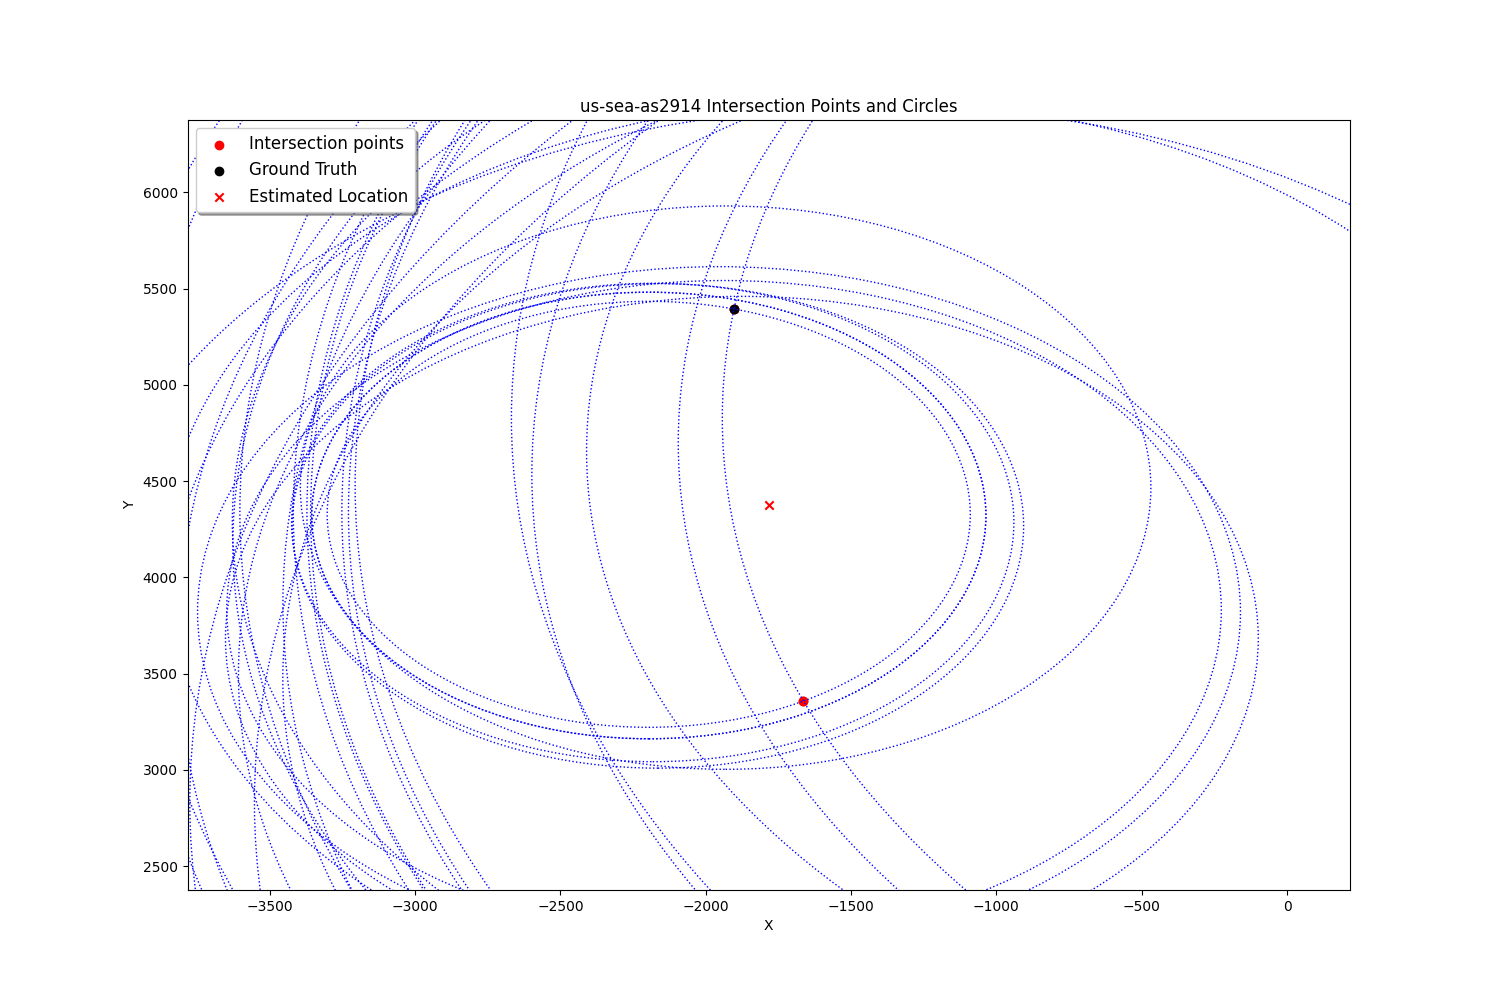 us-sea-as2914 Intersection Points and Circles
Intersection points
Ground Truth
Estimated Location
6000
5500
5000
4500
4000
3500
3000
2500
Y
−3500 −3000 −2500 −2000 −1500 −1000 −500 0
X